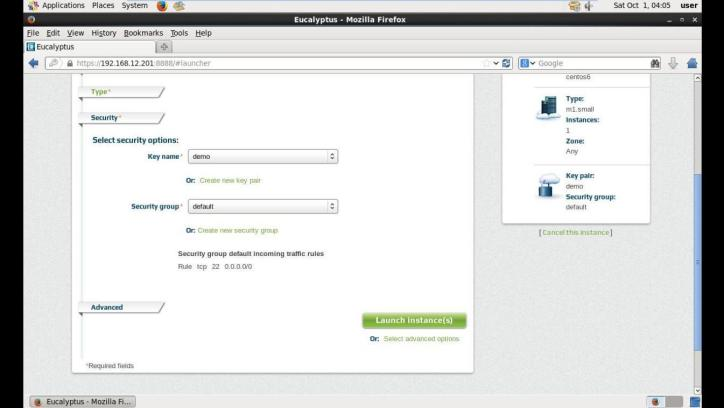 Applications Places System
Sat Oct 1, 04:05 user
Eucalyptus - Mozilla Firefox
File Edit View History Bookmarks Tools Help
Eucalyptus
https://192.168.12.201:8888/#launcher
Google
Type*
Security*
Select security options:
Key name* demo
Or: Create new key pair
Security group* default
Or: Create new security group
Security group default incoming traffic rules
Rule tcp 22 0.0.0.0/0
Advanced
Launch instance(s)
Or: Select advanced options
*Required fields
centos6
Type:
m1.small
Instances:
1
Zone:
Any
Key pair:
demo
Security group:
default
[Cancel this instance]
Eucalyptus - Mozilla Fi...